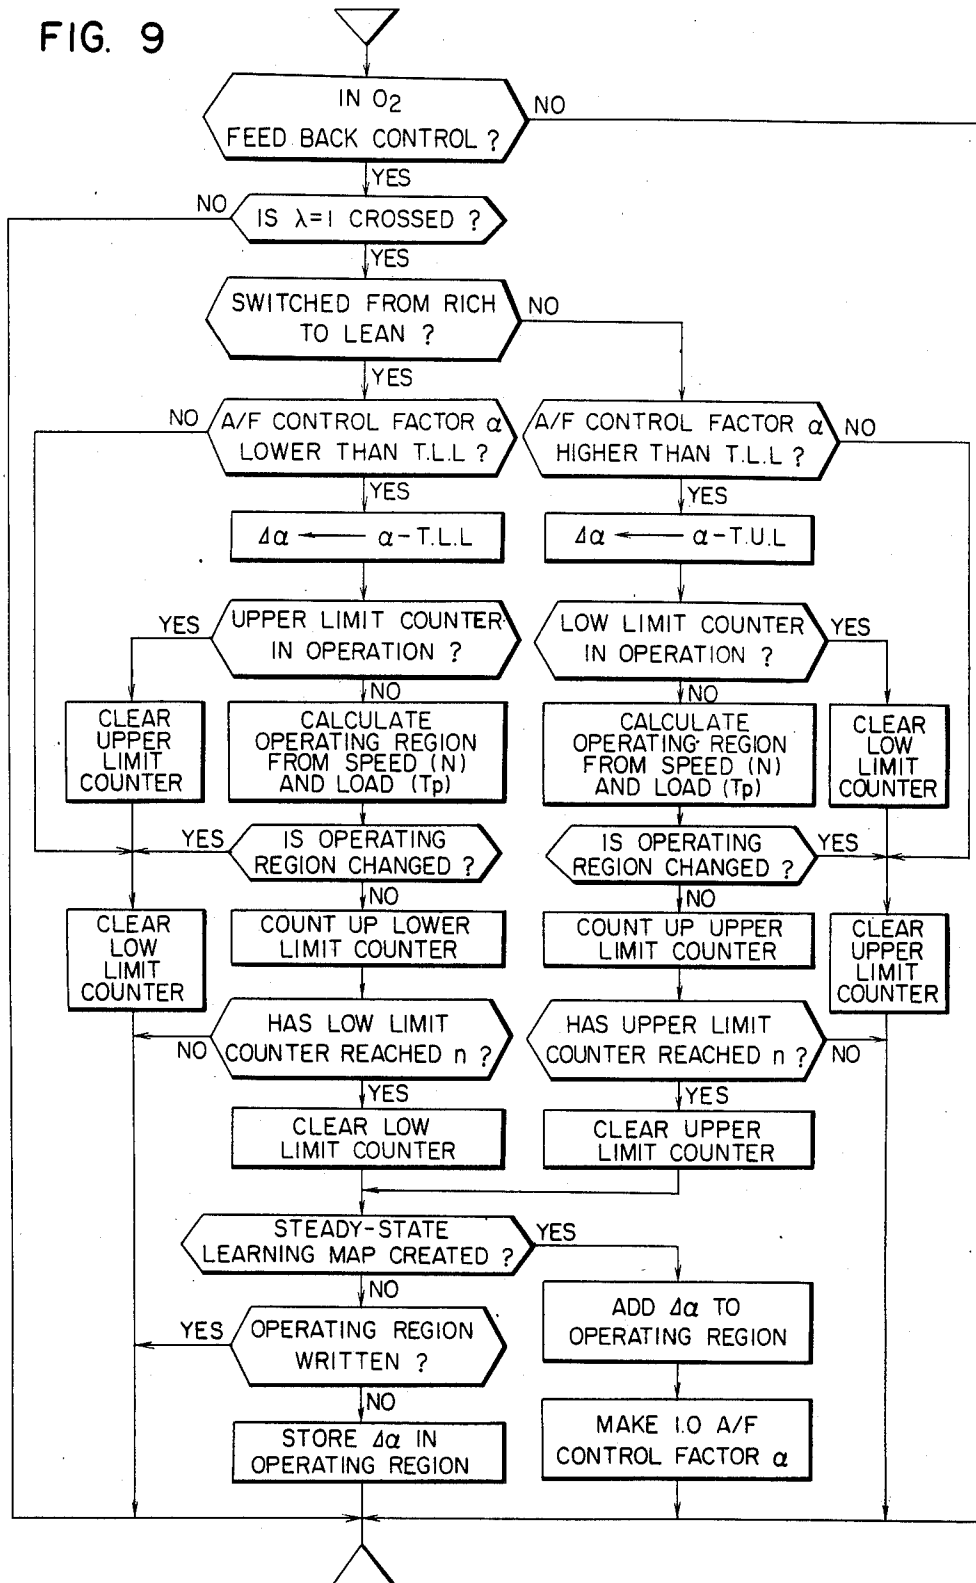 FIG. 9
IN O2
FEED BACK CONTROL ?
NO
YES
NO
IS λ=1 CROSSED ?
YES
SWITCHED FROM RICH
TO LEAN ?
NO
YES
NO
A/F CONTROL FACTOR α
LOWER THAN T.L.L ?
A/F CONTROL FACTOR α
HIGHER THAN T.L.L ?
NO
YES
YES
Δα ← α-T.L.L
Δα ← α-T.U.L
YES
UPPER LIMIT COUNTER
IN OPERATION ?
LOW LIMIT COUNTER
IN OPERATION ?
YES
NO
NO
CLEAR
UPPER
LIMIT
COUNTER
CALCULATE
OPERATING REGION
FROM SPEED (N)
AND LOAD (Tp)
CALCULATE
OPERATING REGION
FROM SPEED (N)
AND LOAD (Tp)
CLEAR
LOW
LIMIT
COUNTER
YES
IS OPERATING
REGION CHANGED ?
IS OPERATING
REGION CHANGED ?
YES
NO
NO
CLEAR
LOW
LIMIT
COUNTER
COUNT UP LOWER
LIMIT COUNTER
COUNT UP UPPER
LIMIT COUNTER
CLEAR
UPPER
LIMIT
COUNTER
NO
HAS LOW LIMIT
COUNTER REACHED n ?
HAS UPPER LIMIT
COUNTER REACHED n ?
NO
YES
YES
CLEAR LOW
LIMIT COUNTER
CLEAR UPPER
LIMIT COUNTER
STEADY-STATE
LEARNING MAP CREATED ?
YES
NO
ADD Δα TO
OPERATING REGION
YES
OPERATING REGION
WRITTEN ?
NO
MAKE 1.0 A/F
CONTROL FACTOR α
STORE Δα IN
OPERATING REGION